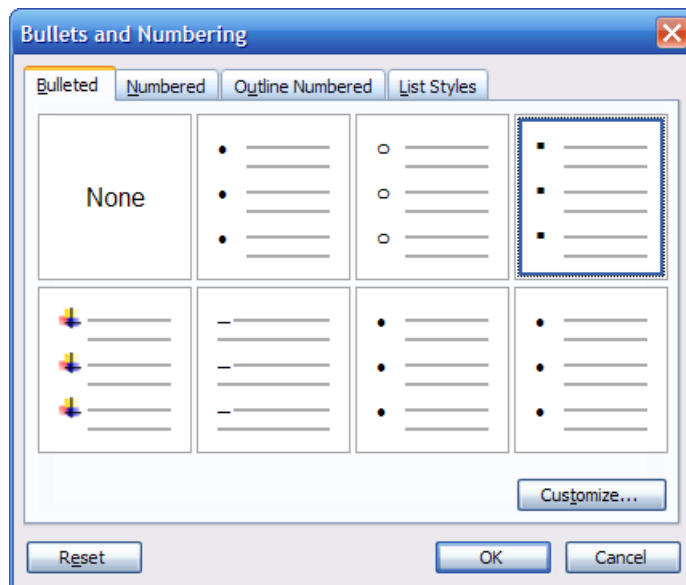 Bullets and Numbering
Bulleted Numbered Outline Numbered List Styles
None
Customize...
Reset OK Cancel